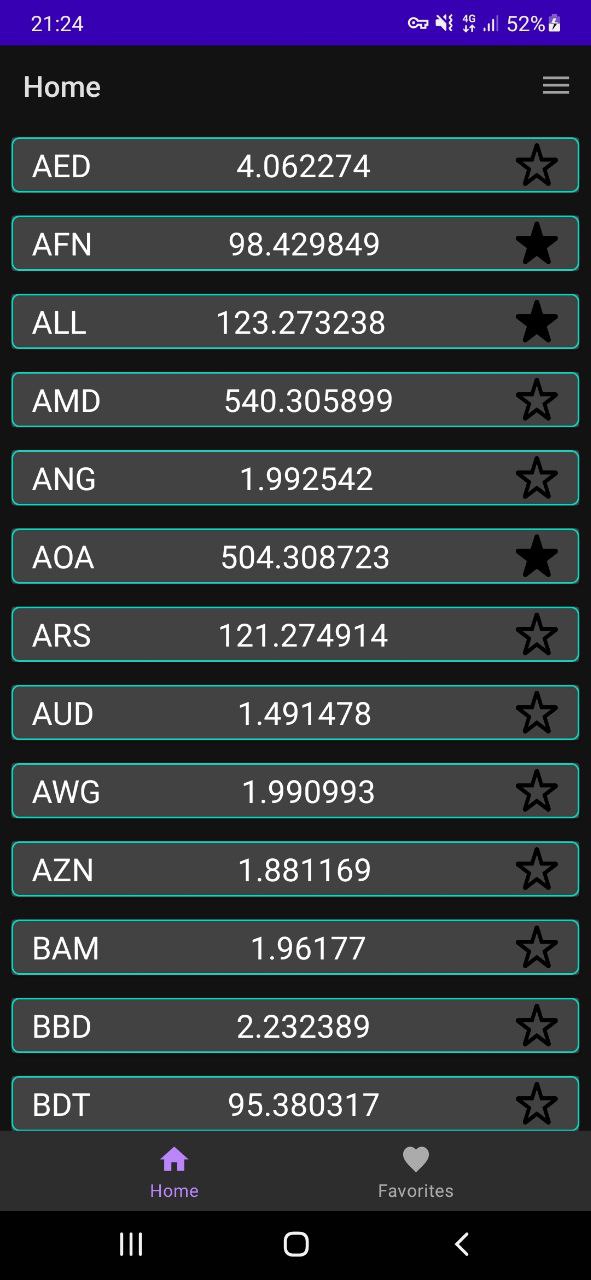 21:24 4G 52%
Home
AED 4.062274
AFN 98.429849
ALL 123.273238
AMD 540.305899
ANG 1.992542
AOA 504.308723
ARS 121.274914
AUD 1.491478
AWG 1.990993
AZN 1.881169
BAM 1.96177
BBD 2.232389
BDT 95.380317
Home Favorites